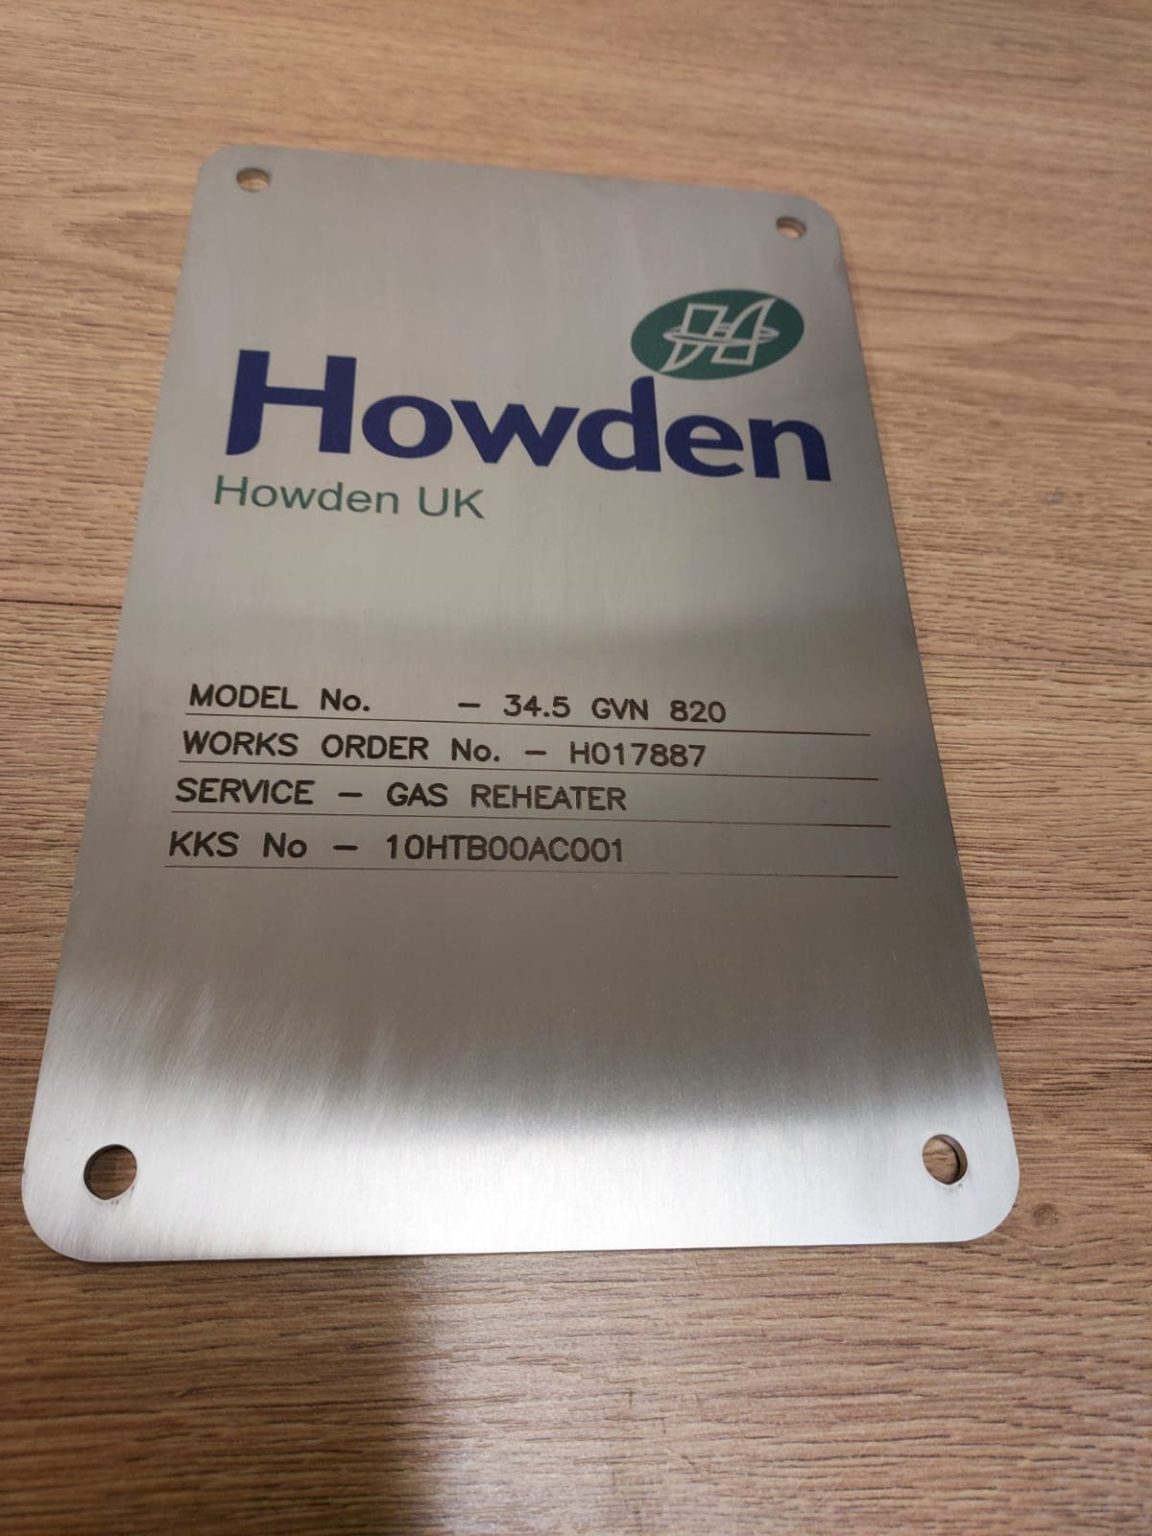 Howden
Howden UK
MODEL No. - 34.5 GVN 820
WORKS ORDER No. - H017887
SERVICE - GAS REHEATER
KKS No - 10HTB00AC001